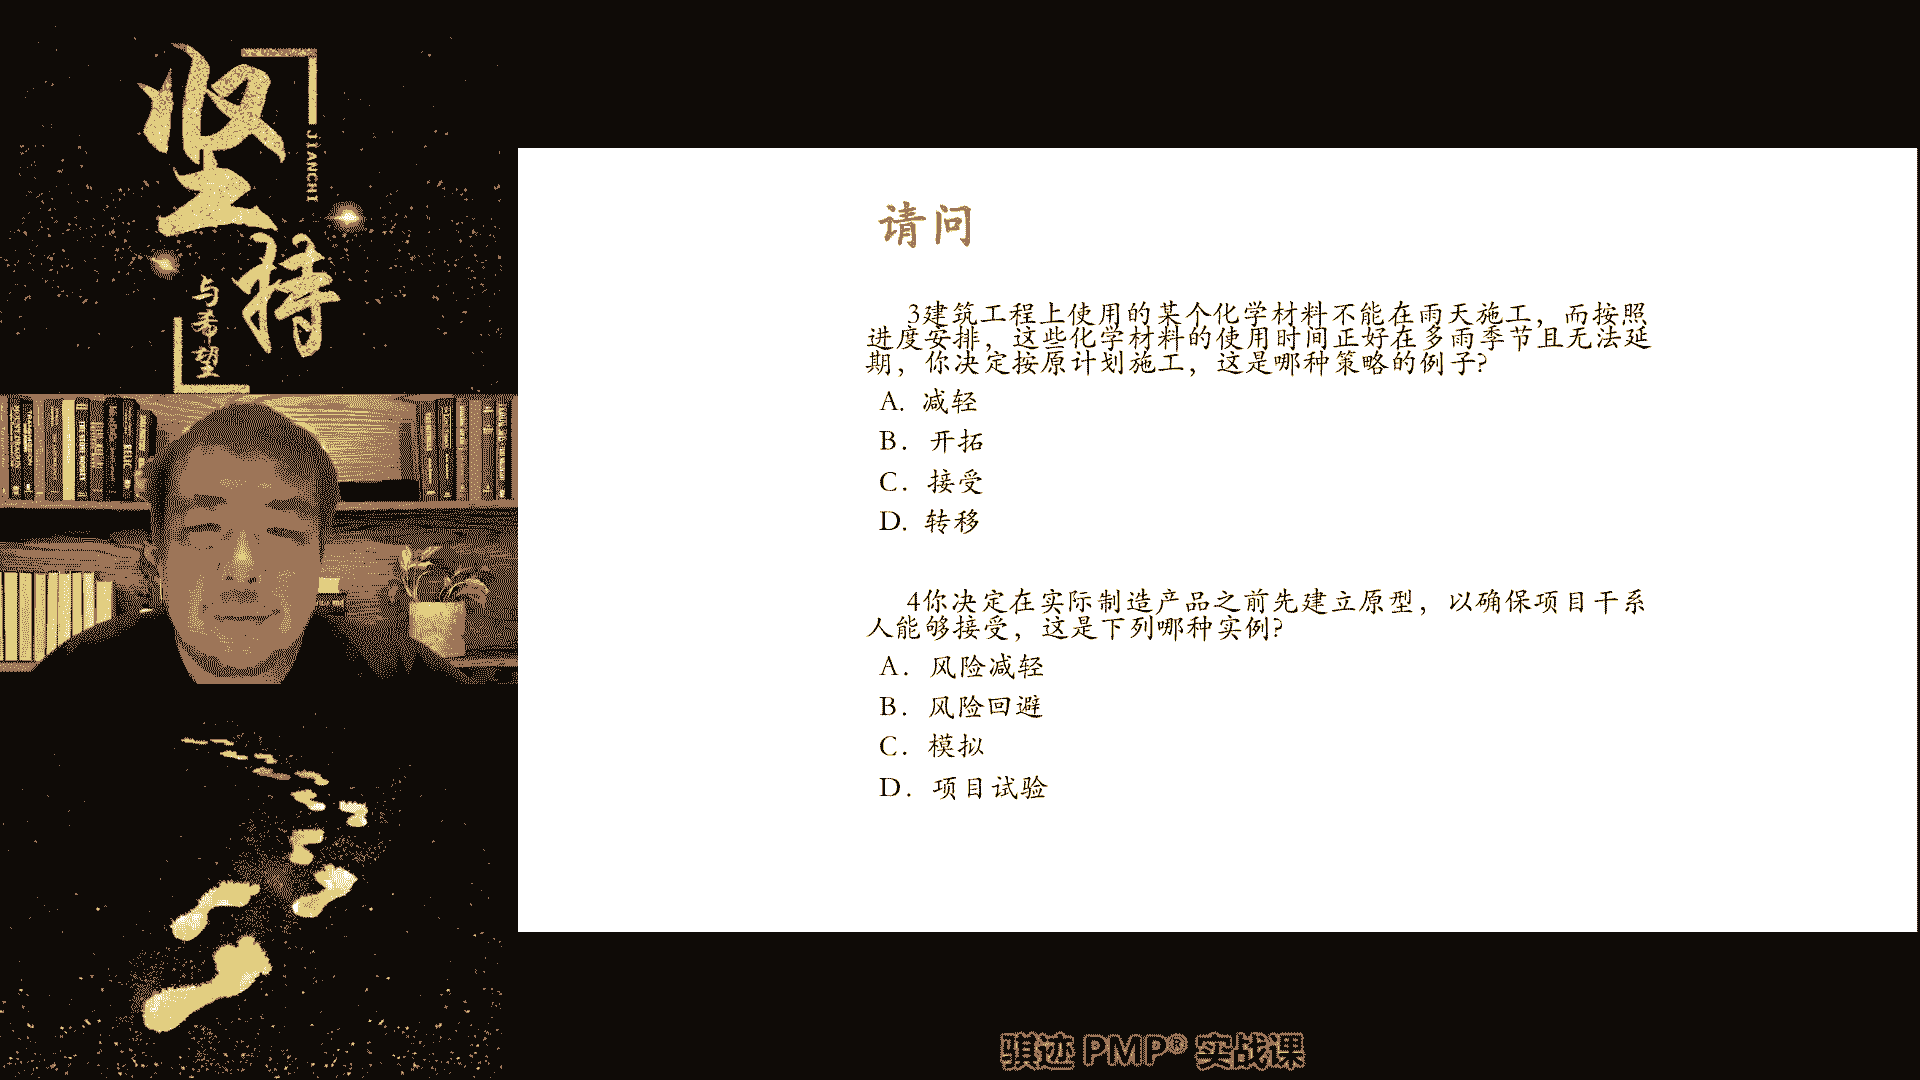 坚持
JIANCHI
与希望
请问
3建筑工程上使用的某个化学材料不能在雨天施工，而按照
进度安排，这些化学材料的使用时间正好在多雨季节且无法延
期，你决定按原计划施工，这是哪种策略的例子?
A. 减轻
B. 开拓
C. 接受
D. 转移
4你决定在实际制造产品之前先建立原型，以确保项目干系
人能够接受，这是下列哪种实例?
A. 风险减轻
B. 风险回避
C. 模拟
D. 项目试验
骐迹 PMP® 实战课